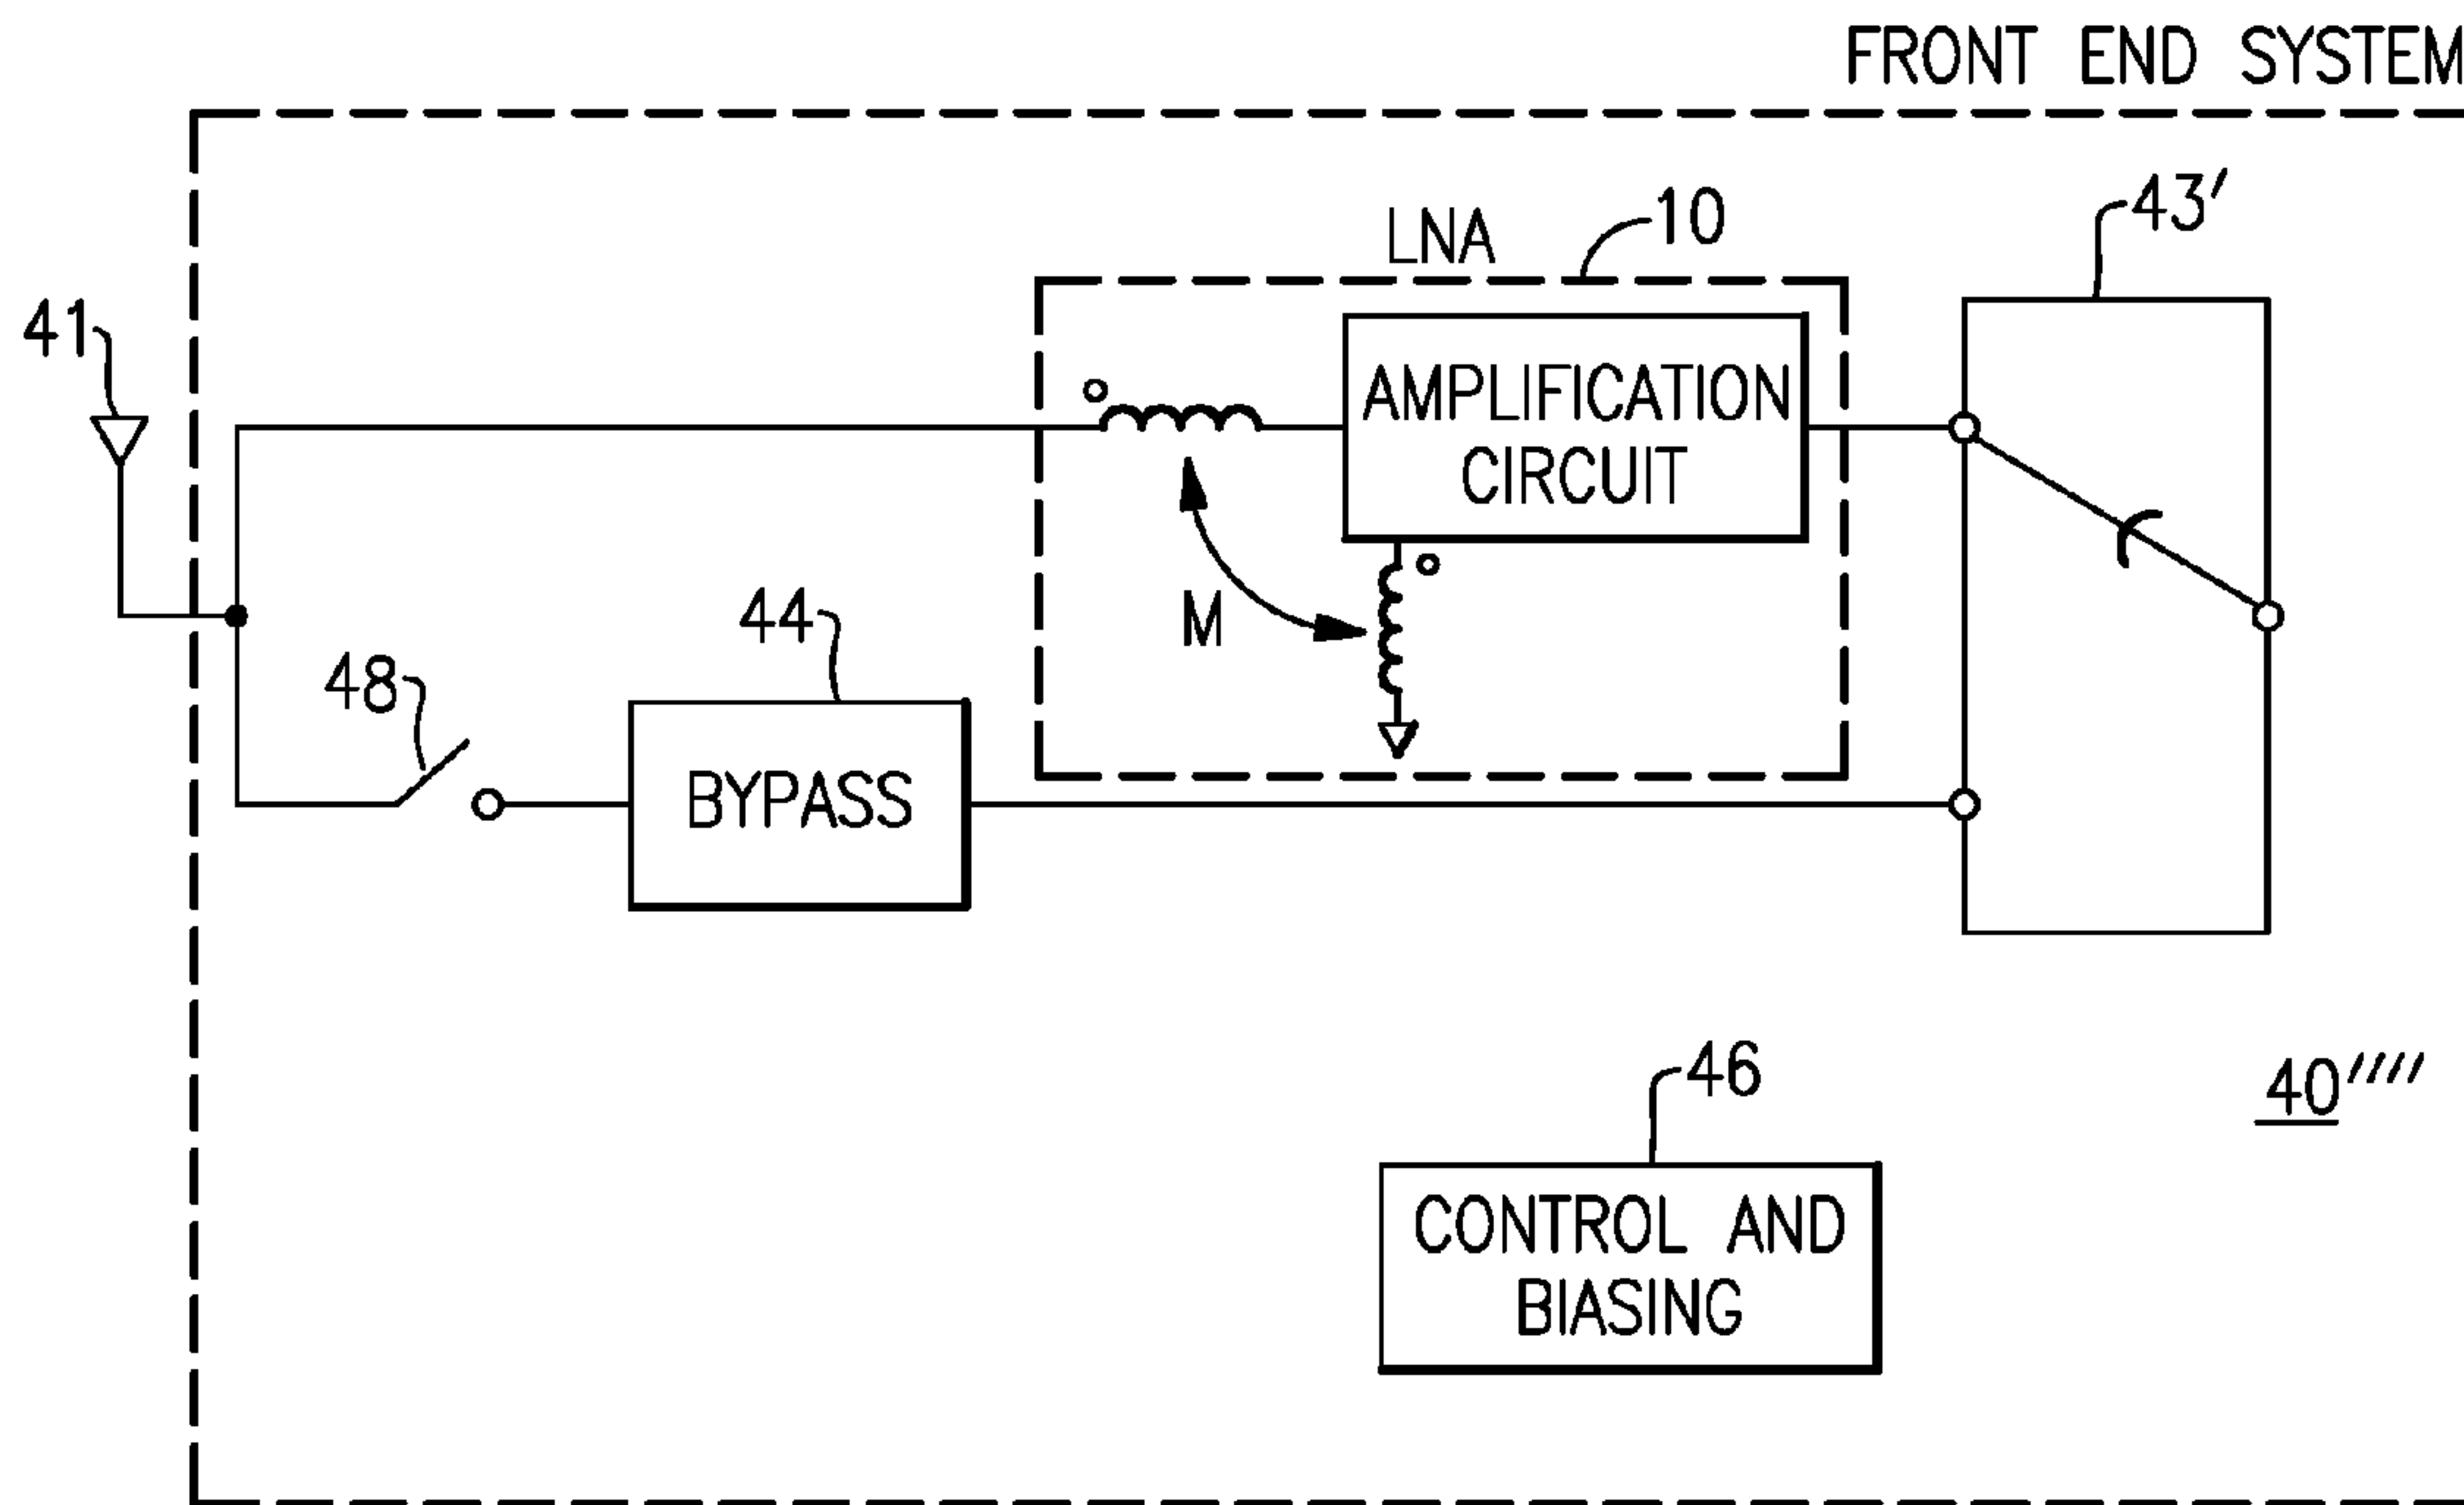 FRONT END SYSTEM
43′
10
LNA
41
AMPLIFICATION
CIRCUIT
44
M
48
BYPASS
46
40′′′′
CONTROL AND
BIASING